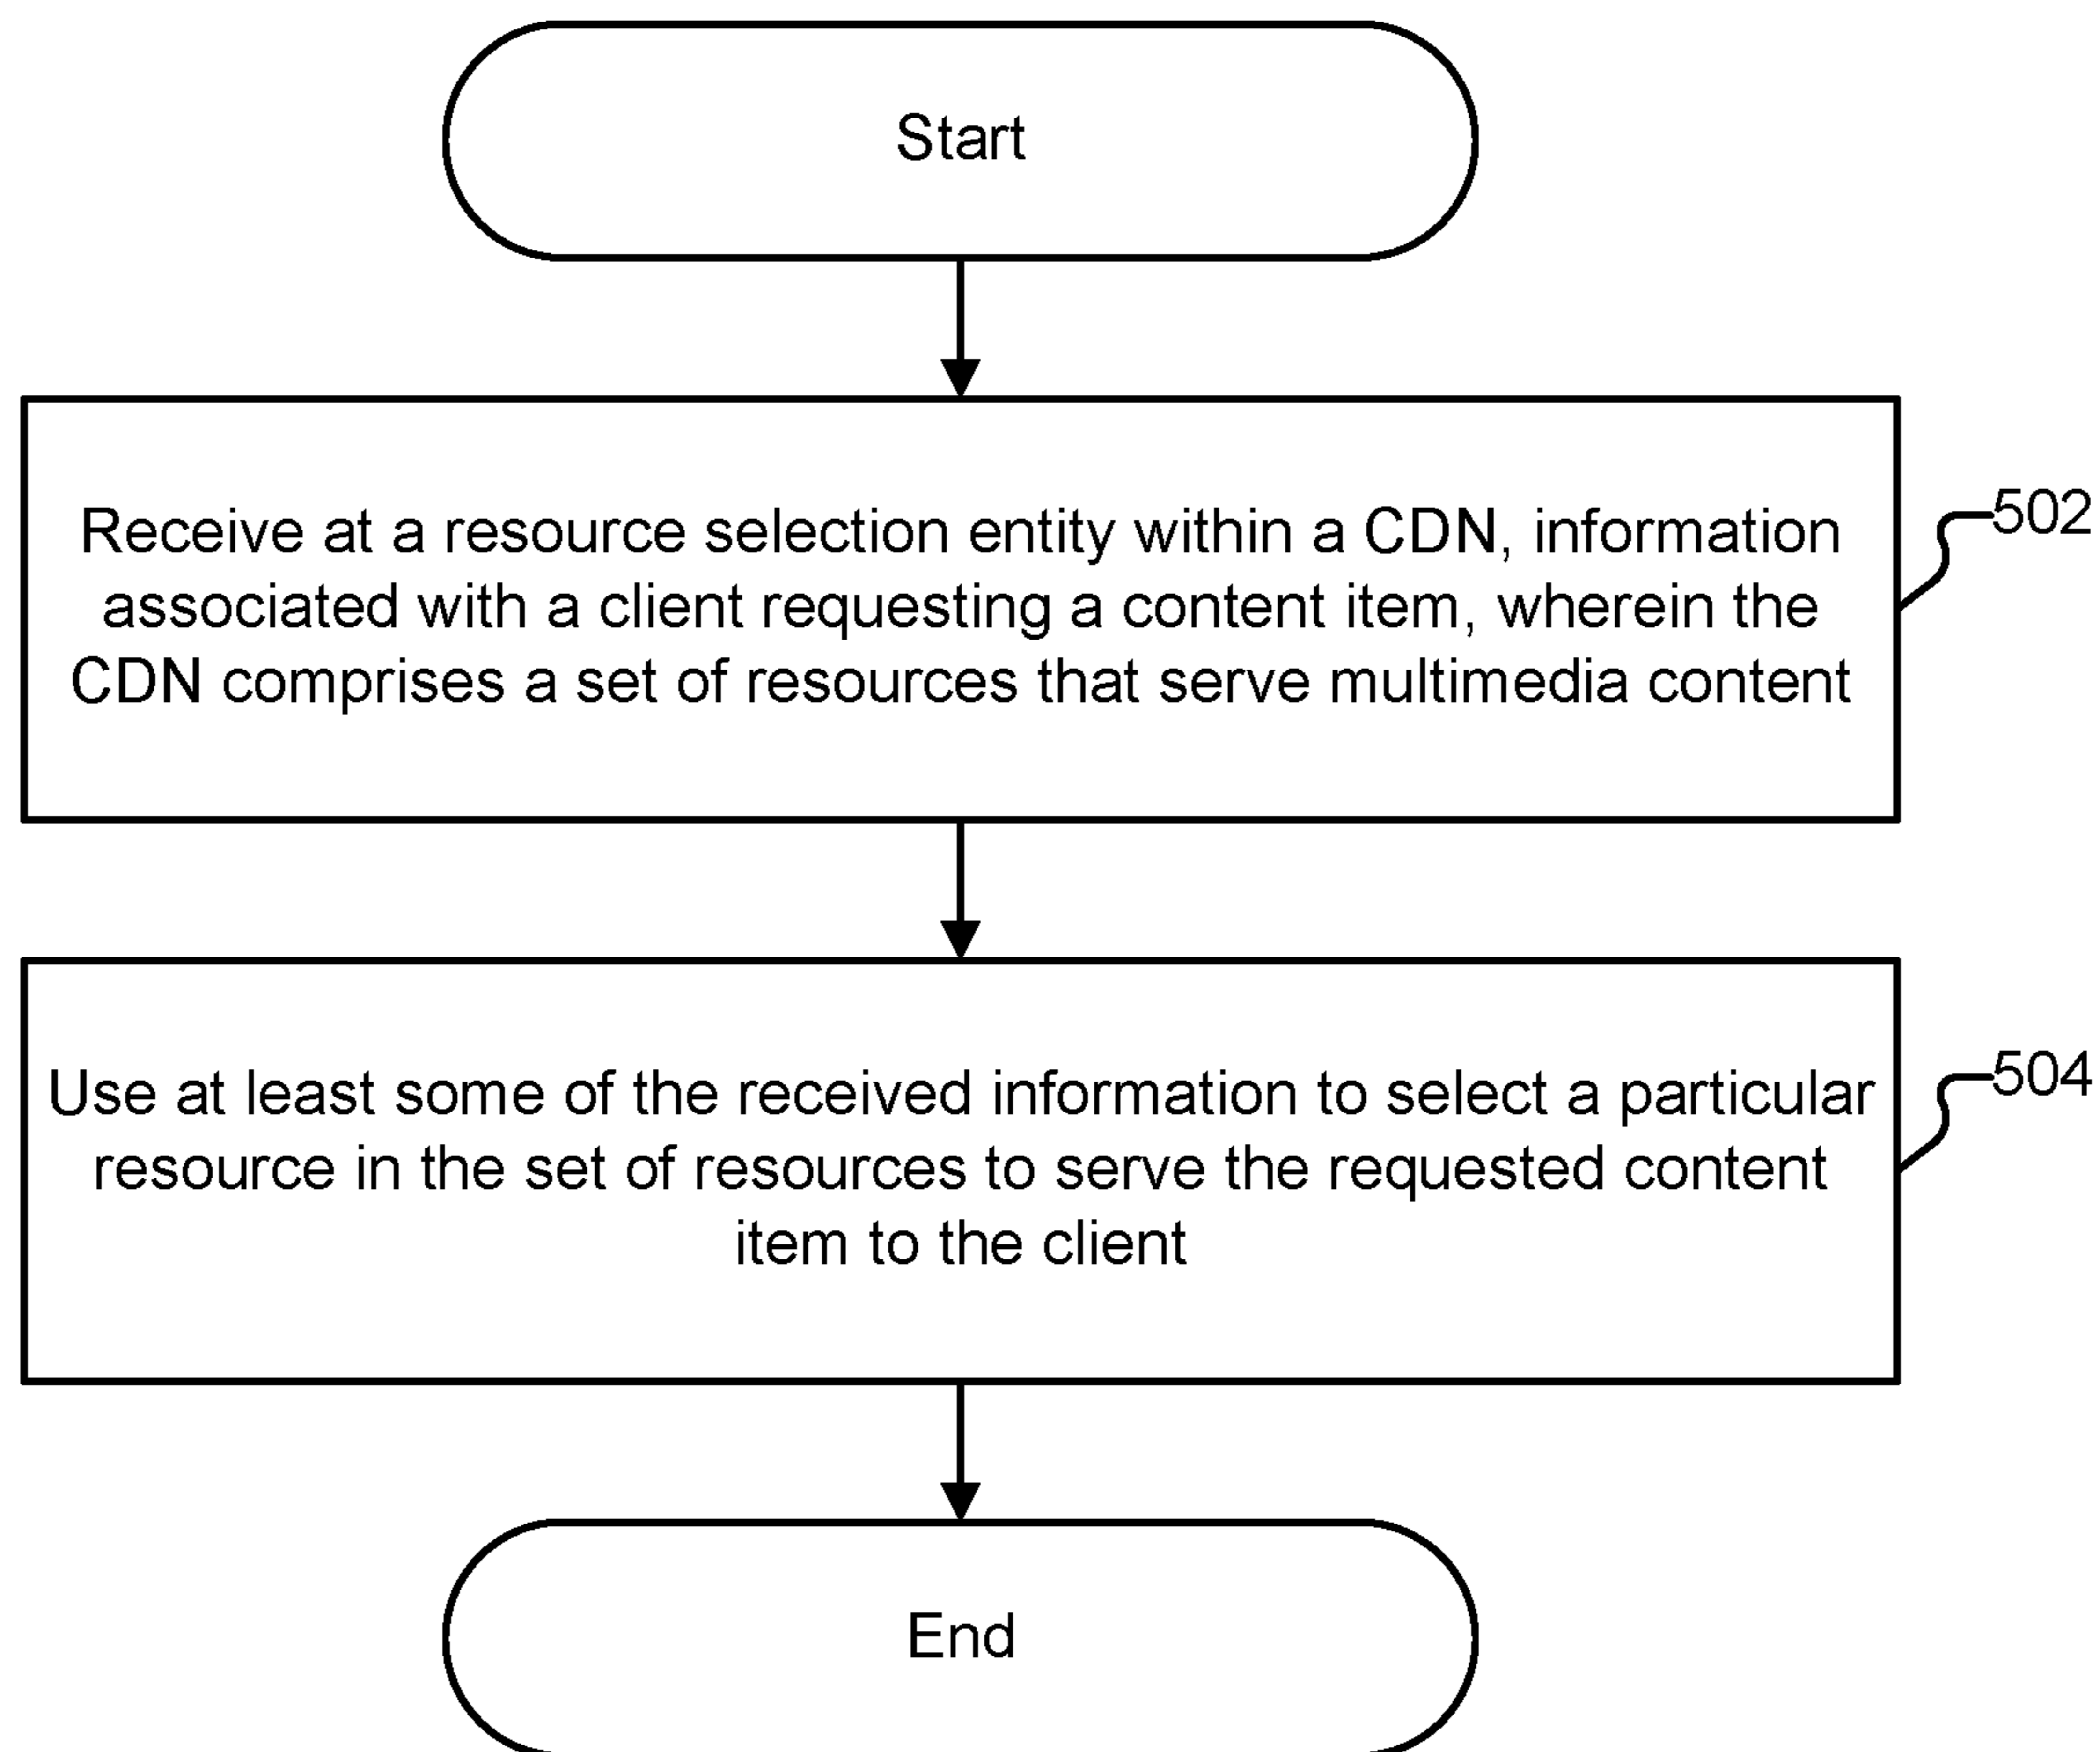 Start
Receive at a resource selection entity within a CDN, information
associated with a client requesting a content item, wherein the
CDN comprises a set of resources that serve multimedia content
502
Use at least some of the received information to select a particular
resource in the set of resources to serve the requested content
item to the client
504
End